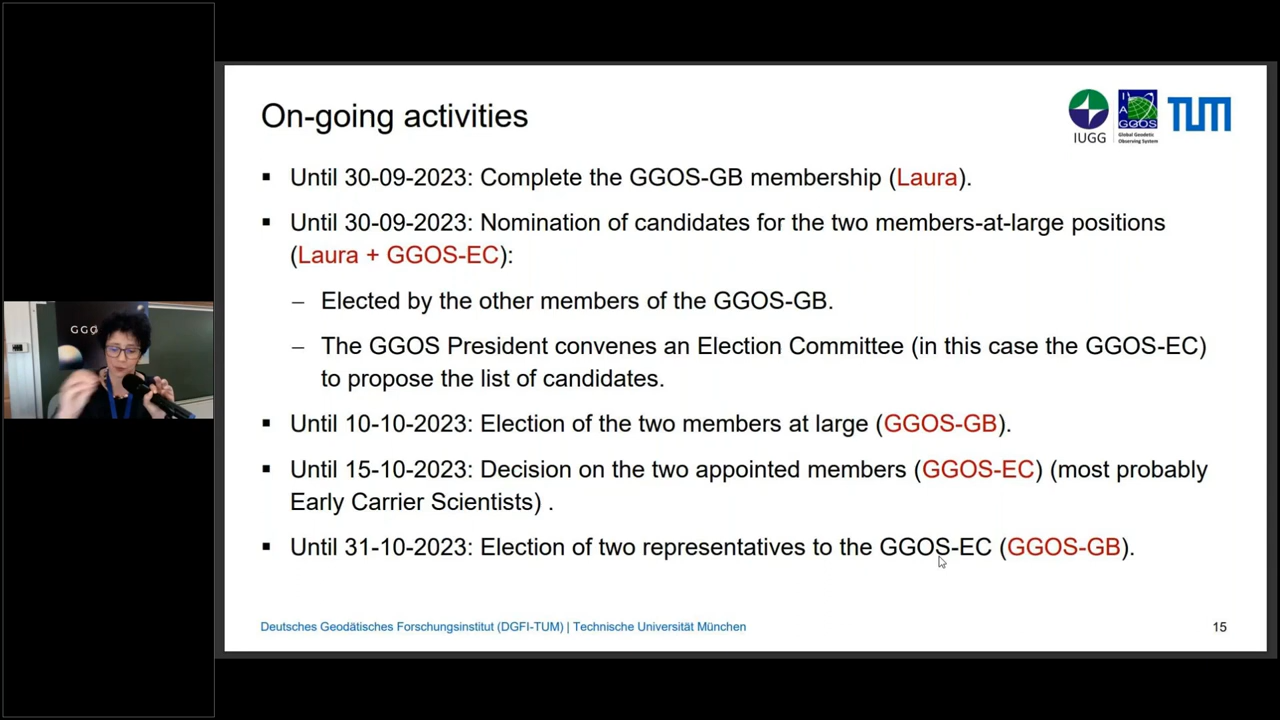 On-going activities
IUGG
I
A
G
GGOS
Global Geodetic
Observing System
TUM
▪ Until 30-09-2023: Complete the GGOS-GB membership (Laura).
▪ Until 30-09-2023: Nomination of candidates for the two members-at-large positions
(Laura + GGOS-EC):
– Elected by the other members of the GGOS-GB.
– The GGOS President convenes an Election Committee (in this case the GGOS-EC)
to propose the list of candidates.
▪ Until 10-10-2023: Election of the two members at large (GGOS-GB).
▪ Until 15-10-2023: Decision on the two appointed members (GGOS-EC) (most probably
Early Carrier Scientists) .
▪ Until 31-10-2023: Election of two representatives to the GGOS-EC (GGOS-GB).
Deutsches Geodätisches Forschungsinstitut (DGFI-TUM) | Technische Universität München
15